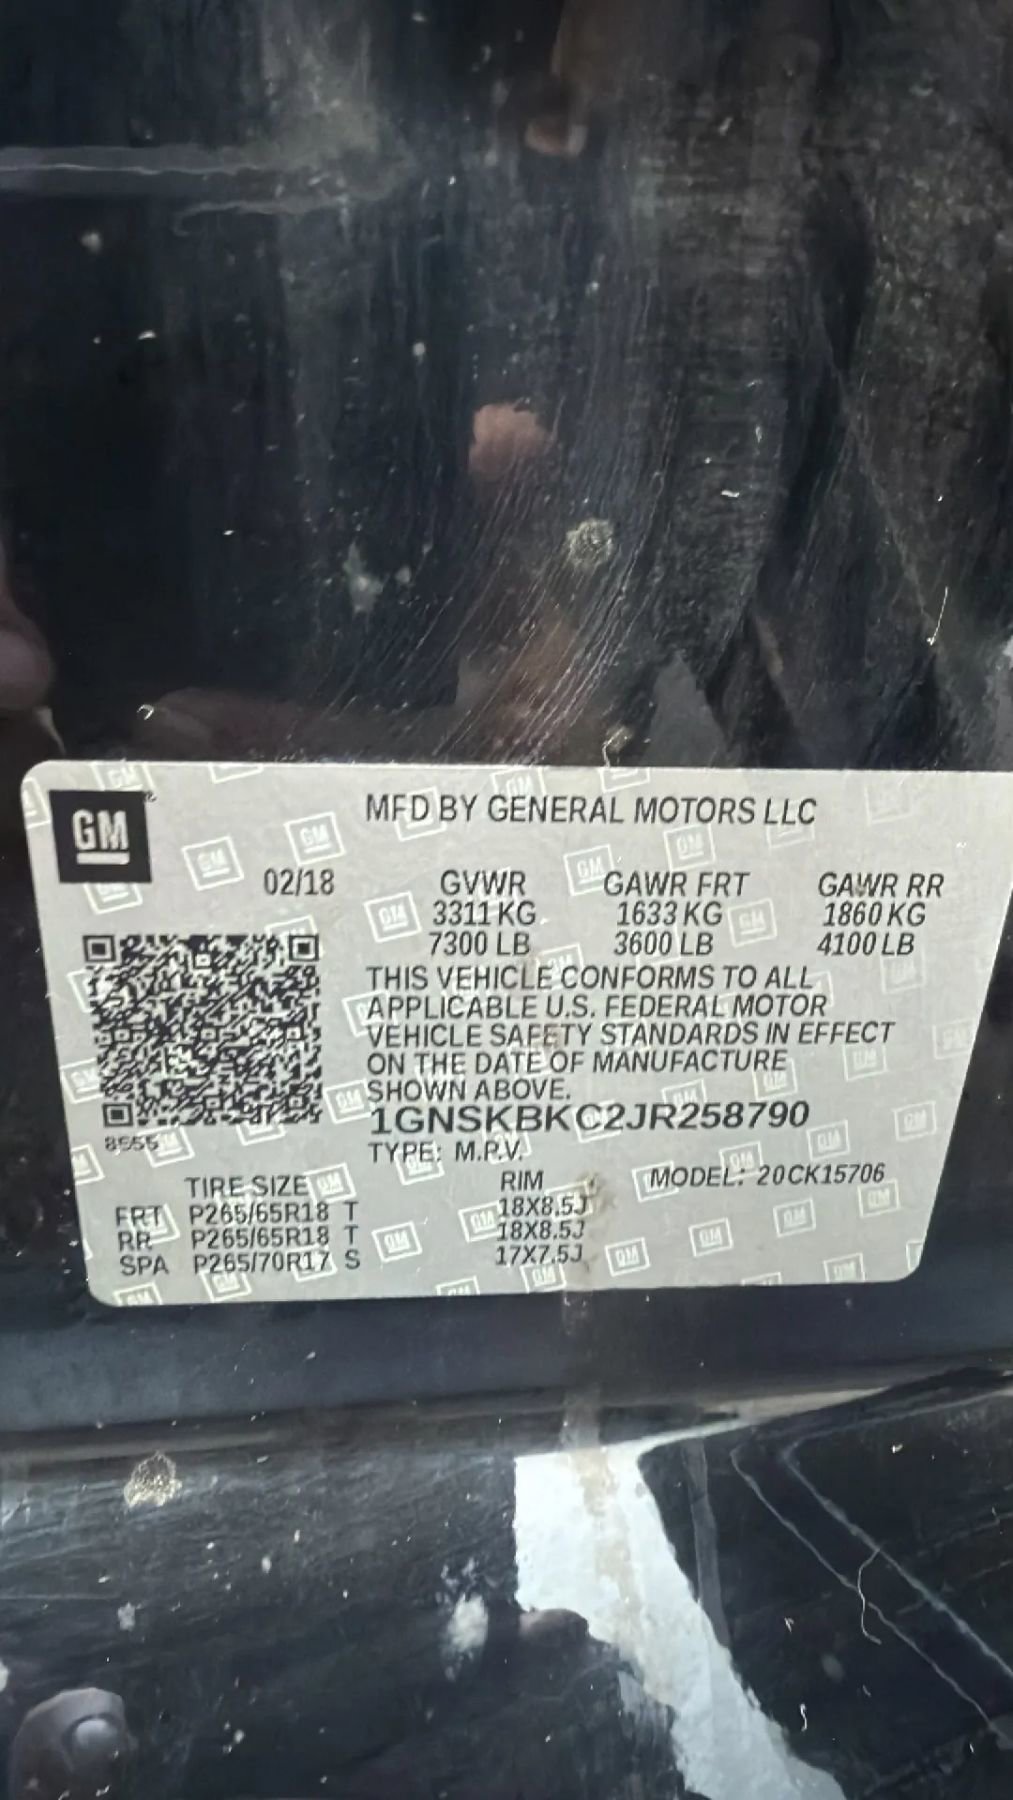 GM
MFD BY GENERAL MOTORS LLC
02/18 GVWR GAWR FRT GAWR RR
3311 KG 1633 KG 1860 KG
7300 LB 3600 LB 4100 LB
THIS VEHICLE CONFORMS TO ALL
APPLICABLE U.S. FEDERAL MOTOR
VEHICLE SAFETY STANDARDS IN EFFECT
ON THE DATE OF MANUFACTURE
SHOWN ABOVE.
1GNSKBKC2JR258790
8555
TYPE: M.P.V.
TIRE SIZE RIM MODEL: 20CK15706
FRT P265/65R18 T 18X8.5J
RR P265/65R18 T 18X8.5J
SPA P265/70R17 S 17X7.5J